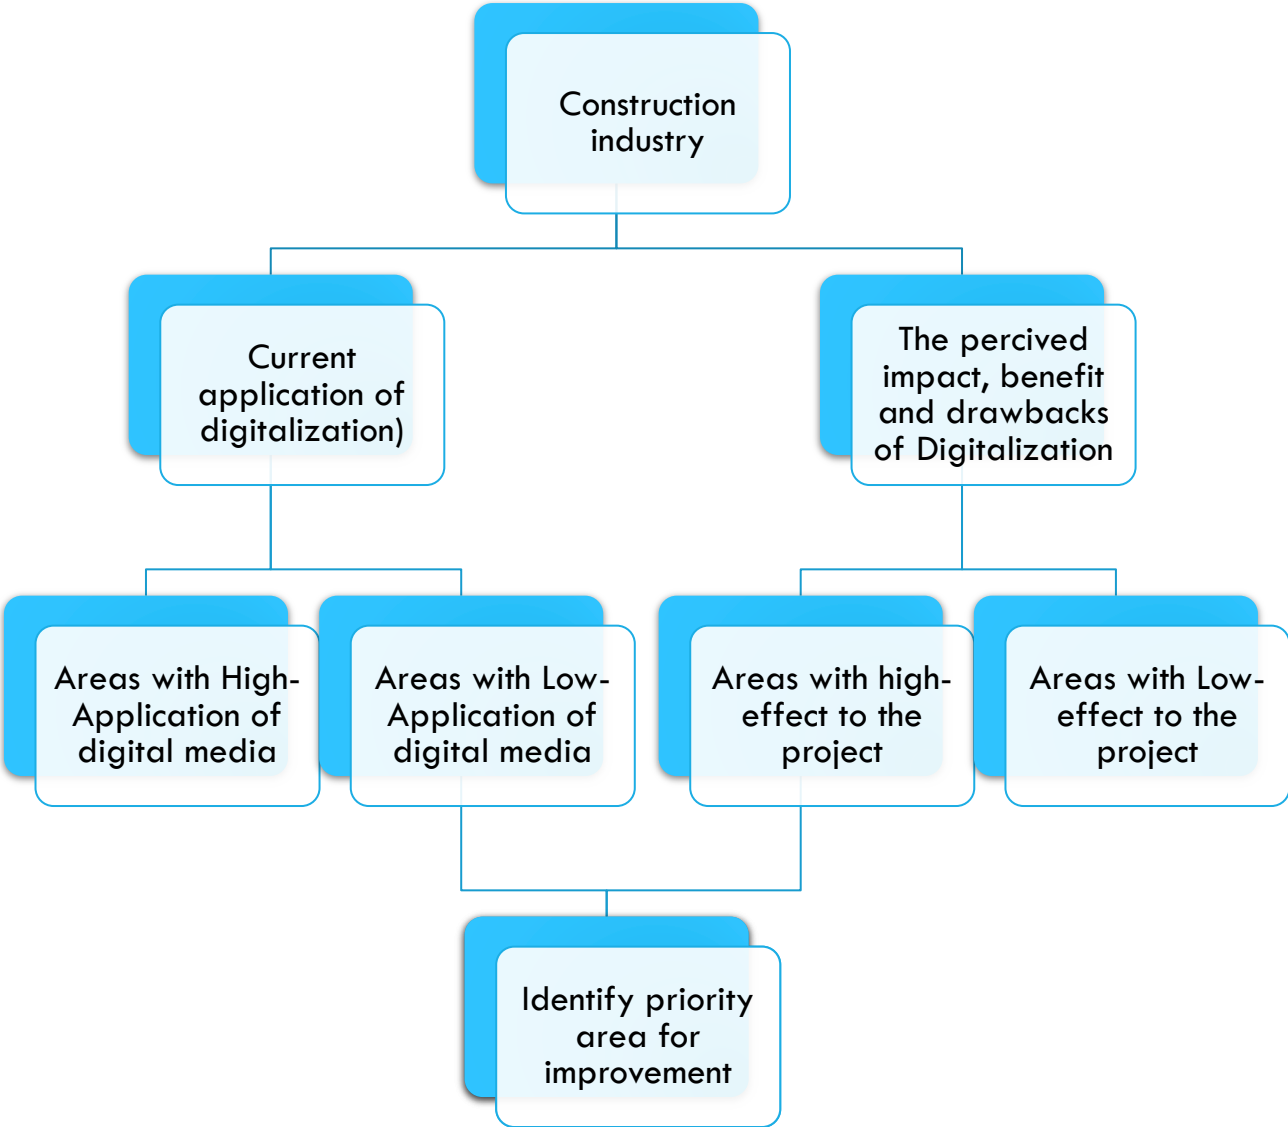 Construction
industry
Current
application of
digitalization)
The percived
impact, benefit
and drawbacks
of Digitalization
Areas with High-
Application of
digital media
Areas with Low-
Application of
digital media
Areas with high-
effect to the
project
Areas with Low-
effect to the
project
Identify priority
area for
improvement